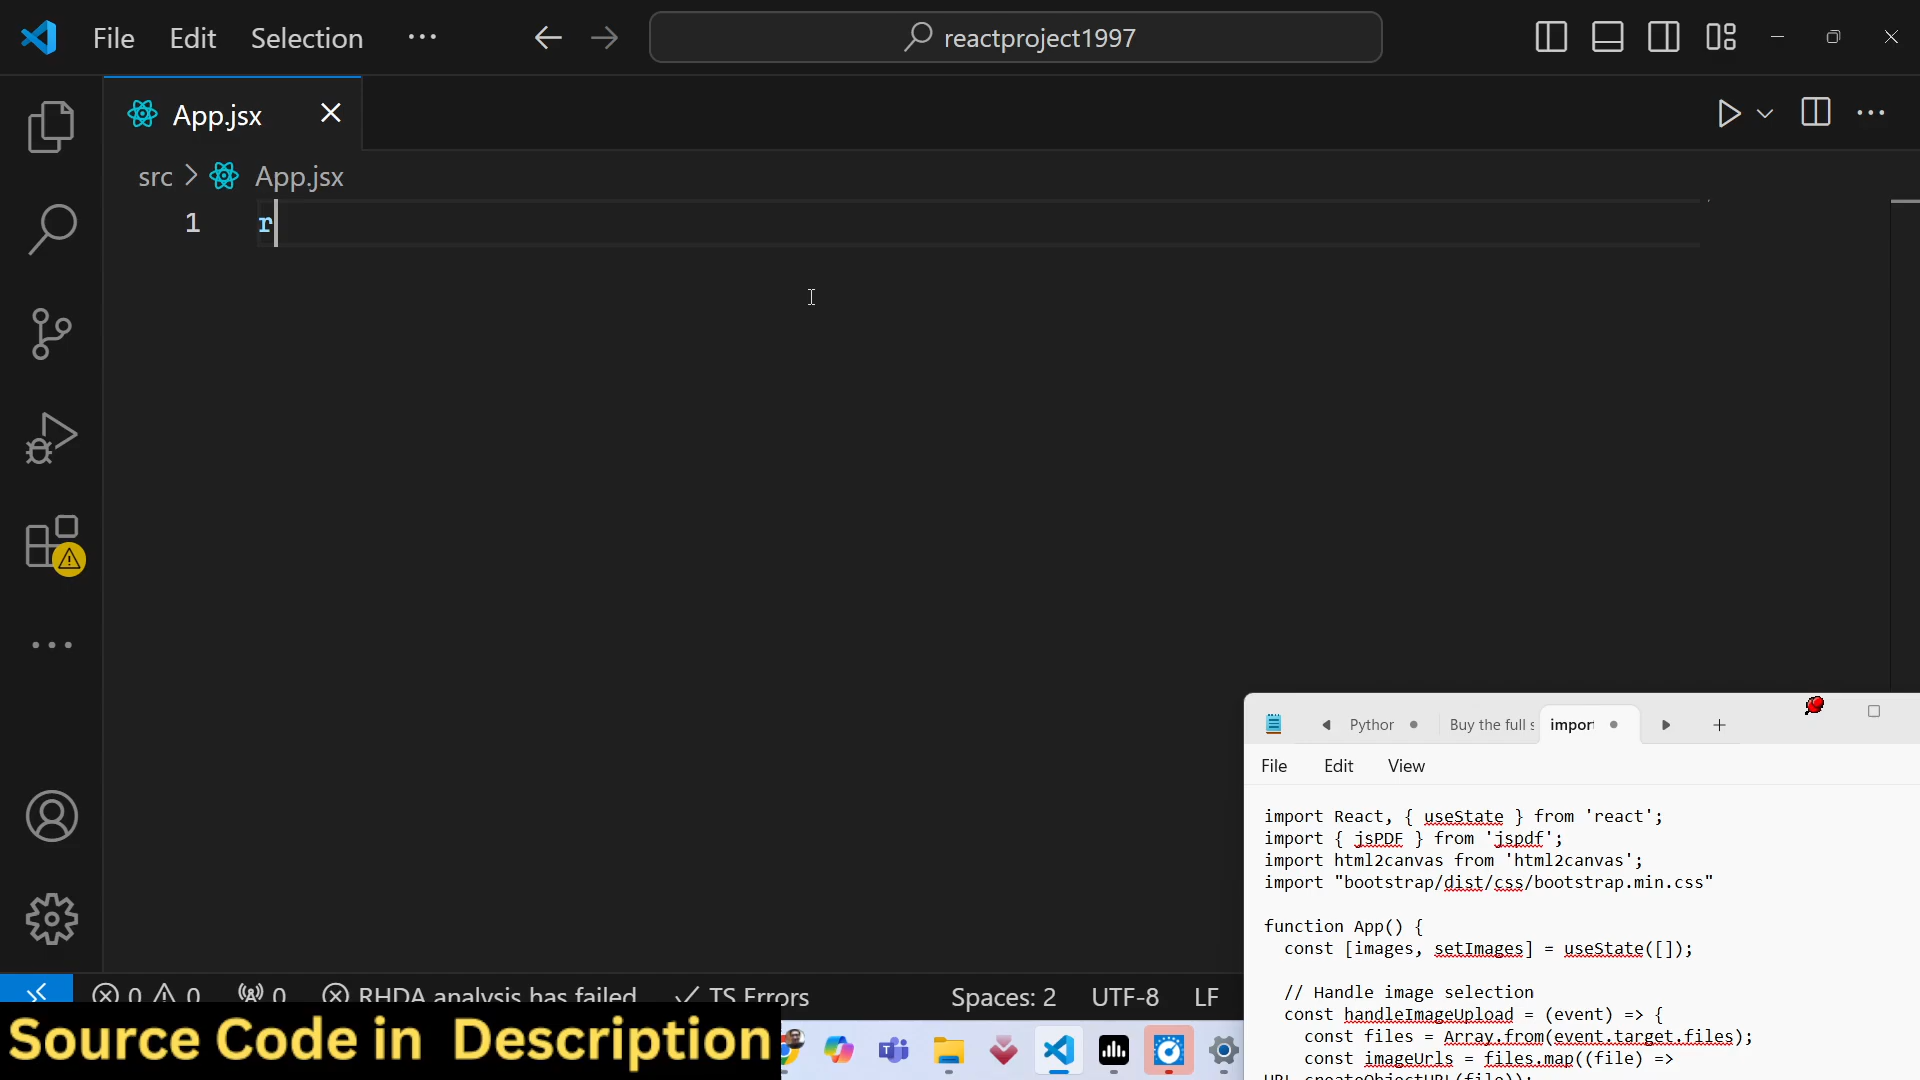 File Edit Selection ···
reactproject1997
App.jsx
src > App.jsx
1 r
Pythor
Buy the full s
import
File Edit View
import React, { useState } from 'react';
import { jsPDF } from 'jspdf';
import html2canvas from 'html2canvas';
import "bootstrap/dist/css/bootstrap.min.css"
function App() {
const [images, setImages] = useState([]);
// Handle image selection
const handleImageUpload = (event) => {
const files = Array.from(event.target.files);
const imageUrls = files.map((file) =>
URL.createObjectURL(file));
0 0 0 RHDA analysis has failed TS Errors Spaces: 2 UTF-8 LF
Source Code in Description